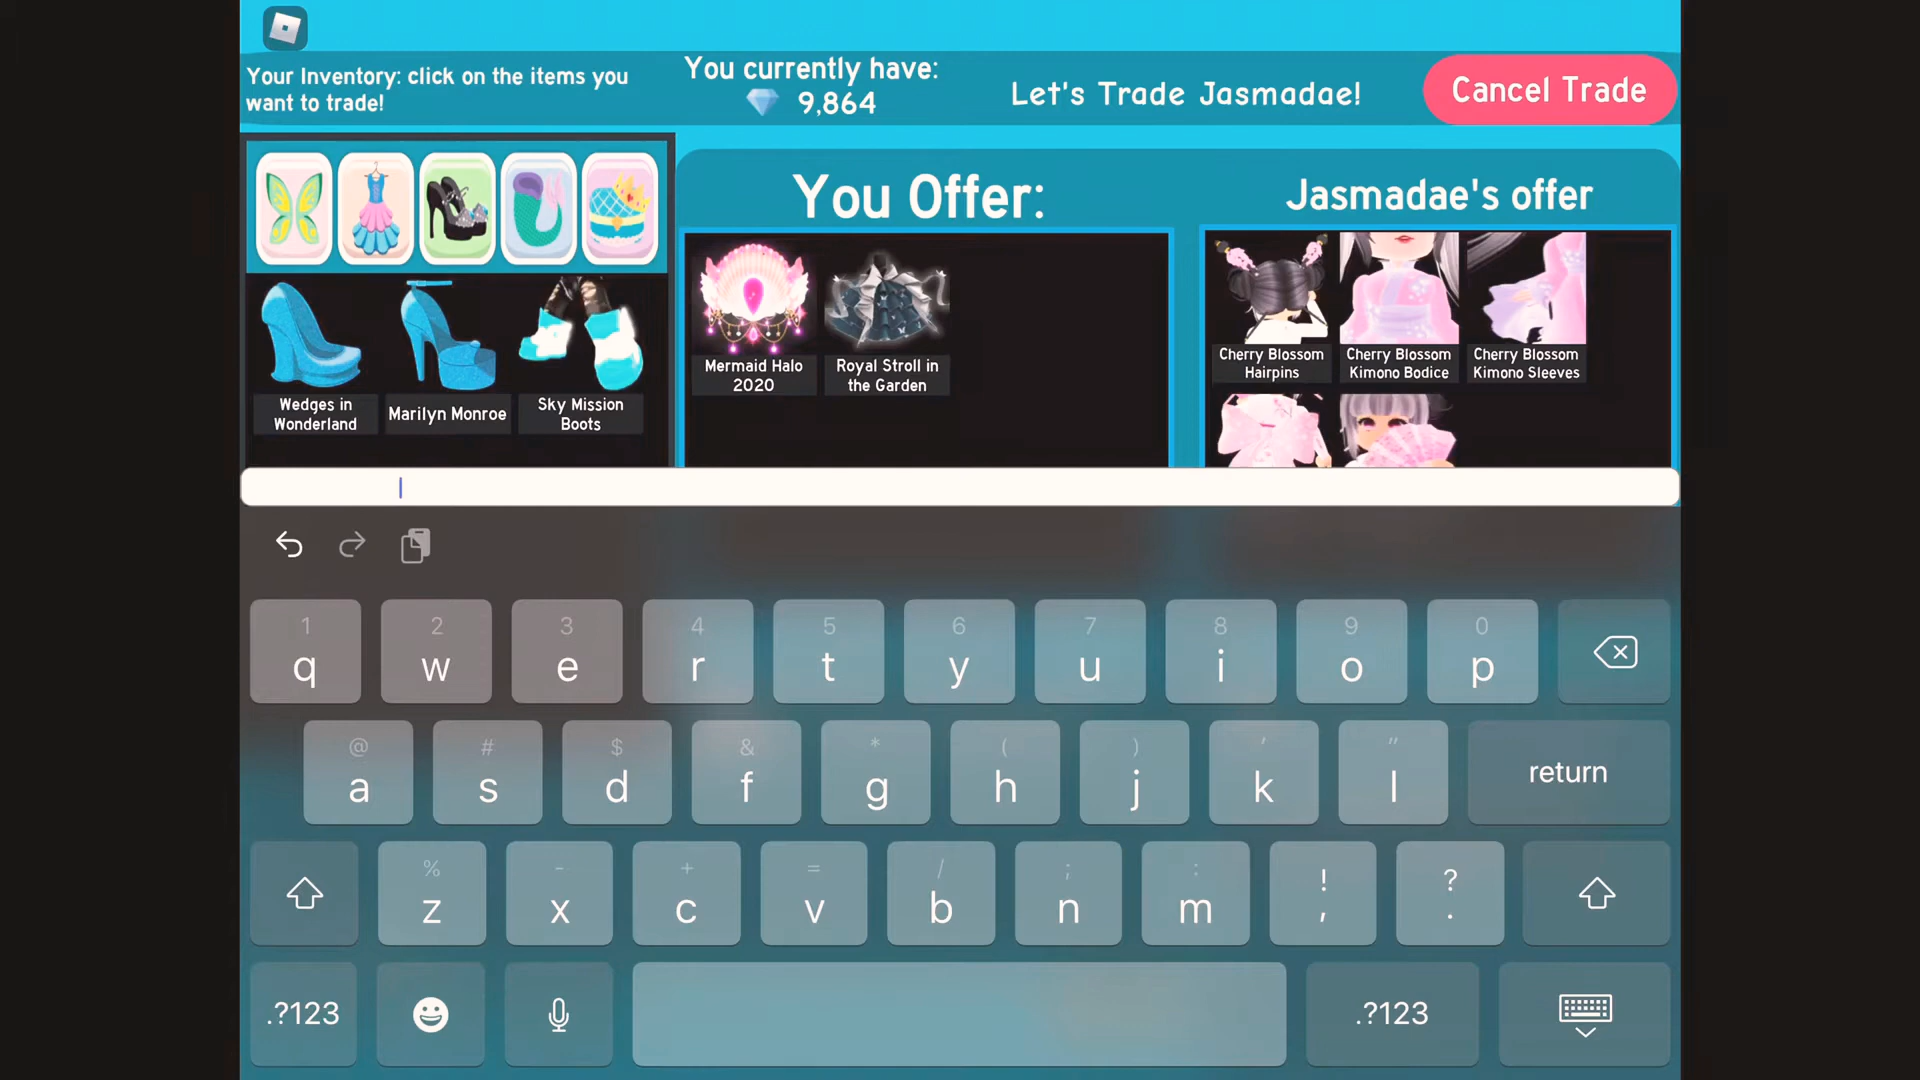 Your Inventory: click on the items you
want to trade!
You currently have:
9,864
Let's Trade Jasmadae!
Cancel Trade
You Offer:
Jasmadae's offer
Mermaid Halo
2020
Royal Stroll in
the Garden
Cherry Blossom
Hairpins
Cherry Blossom
Kimono Bodice
Cherry Blossom
Kimono Sleeves
Wedges in
Wonderland
Marilyn Monroe
Sky Mission
Boots
1 2 3 4 5 6 7 8 9 0
q w e r t y u i o p
@ # $ & * ( ) ' "
a s d f g h j k l return
% - + = / ; : ! ?
z x c v b n m , .
.?123 .?123